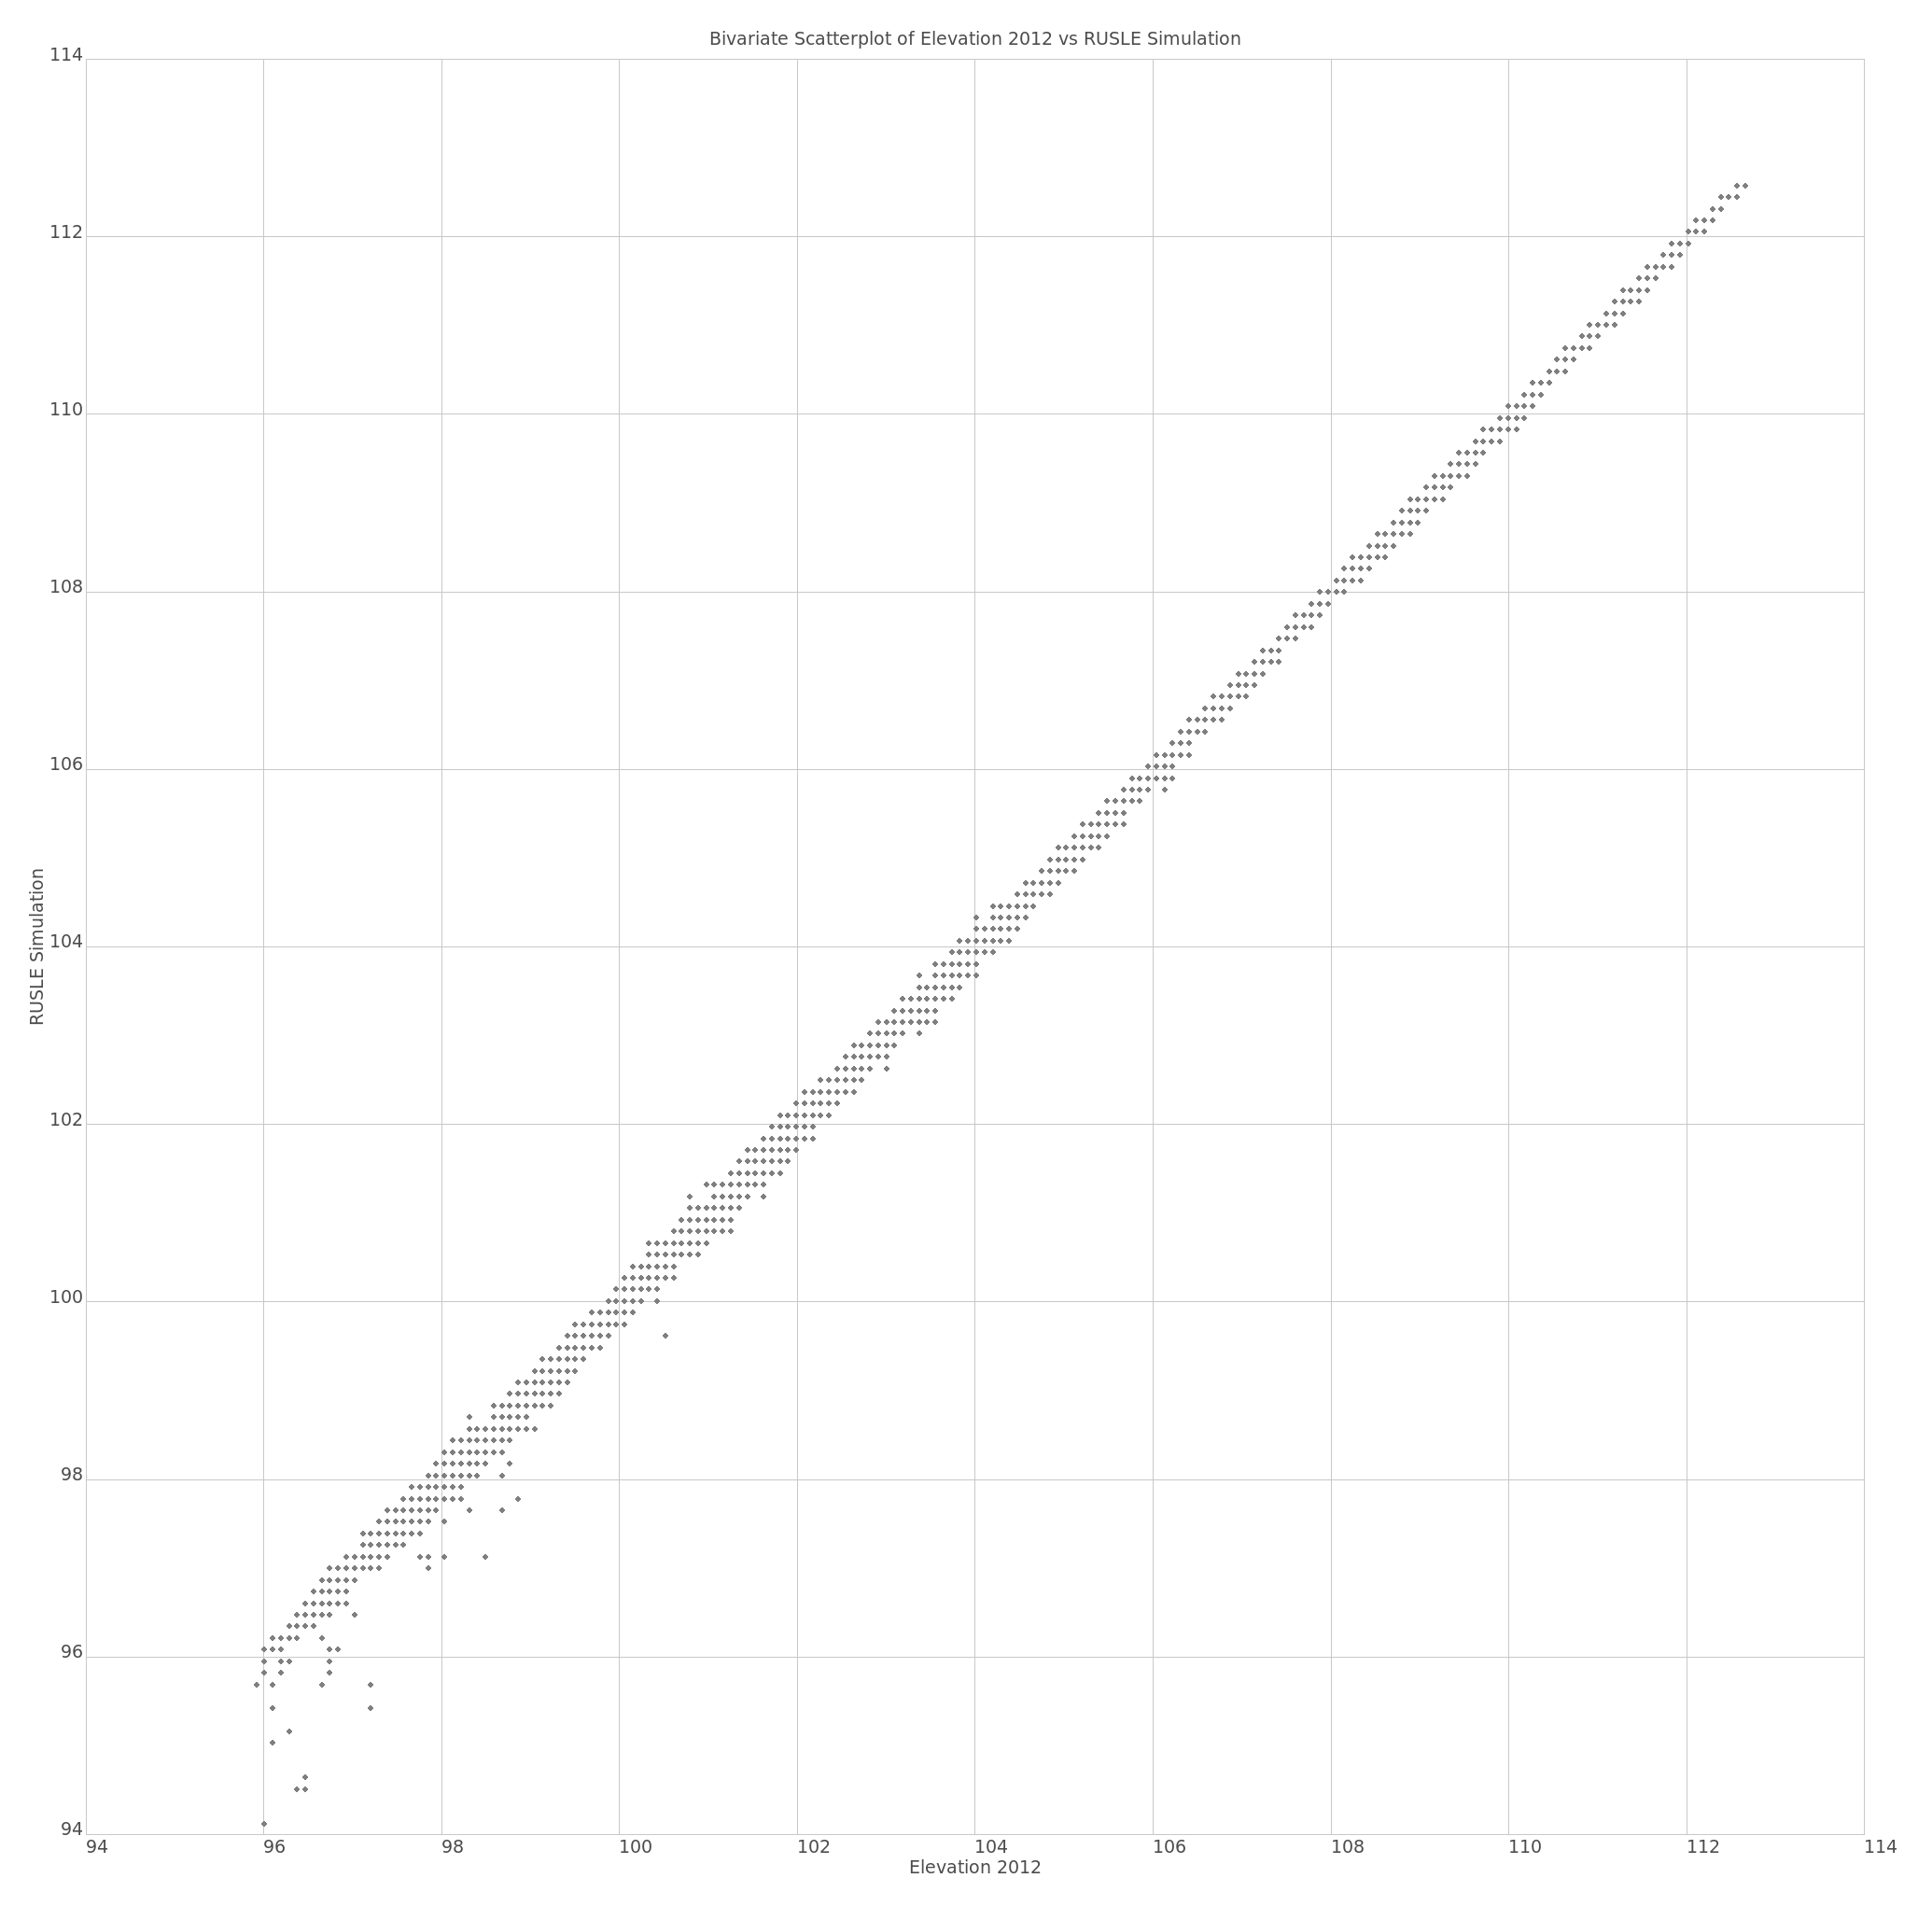 Bivariate Scatterplot of Elevation 2012 vs RUSLE Simulation
114
112
110
108
106
104
102
100
98
96
94
RUSLE Simulation
94 96 98 100 102 104 106 108 110 112 114
Elevation 2012